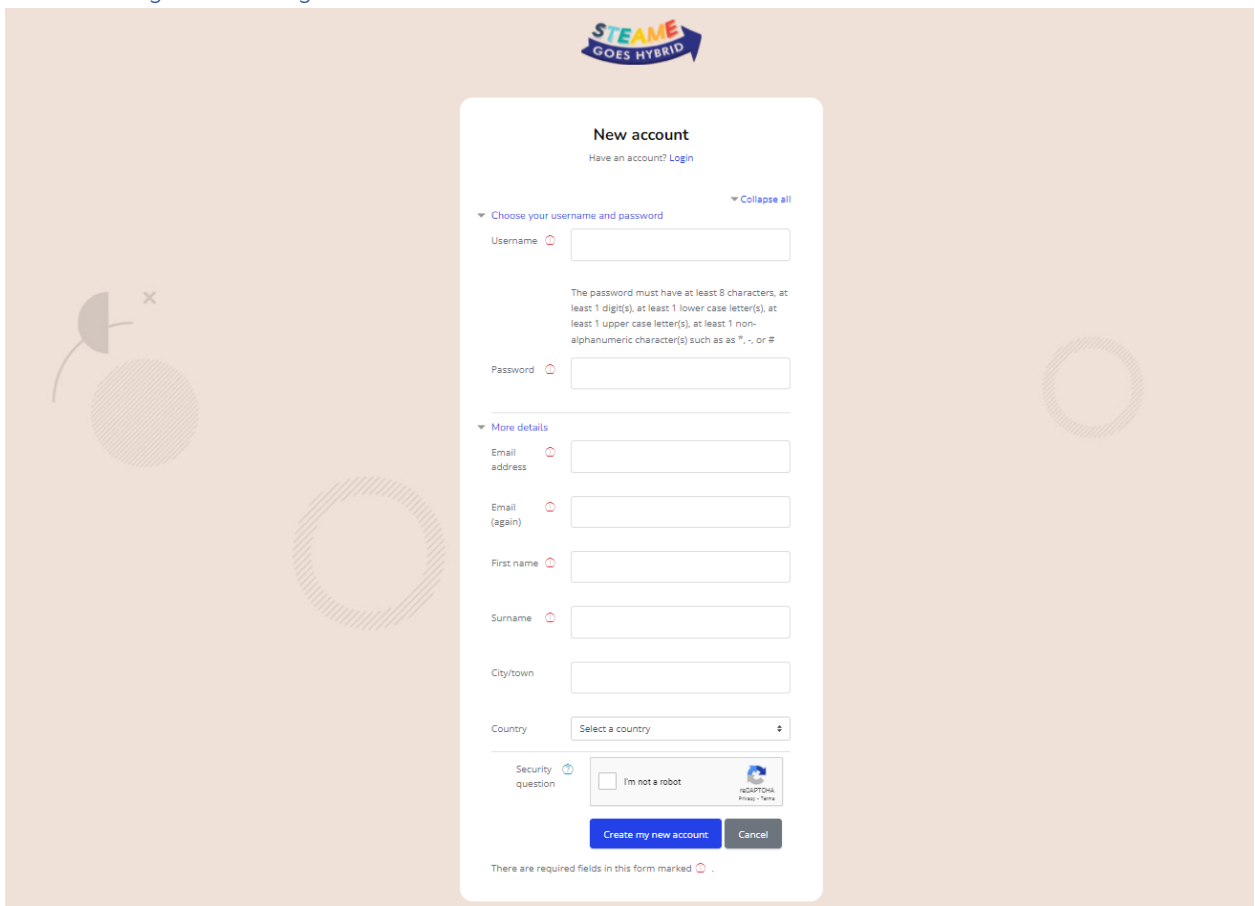 STEAME
GOES HYBRID
New account
Have an account? Login
Collapse all
Choose your username and password
Username
The password must have at least 8 characters, at
least 1 digit(s), at least 1 lower case letter(s), at
least 1 upper case letter(s), at least 1 non-
alphanumeric character(s) such as as *, -, or #
Password
More details
Email
address
Email
(again)
First name
Surname
City/town
Country Select a country
Security
question
I'm not a robot
reCAPTCHA
Privacy - Terms
Create my new account Cancel
There are required fields in this form marked .